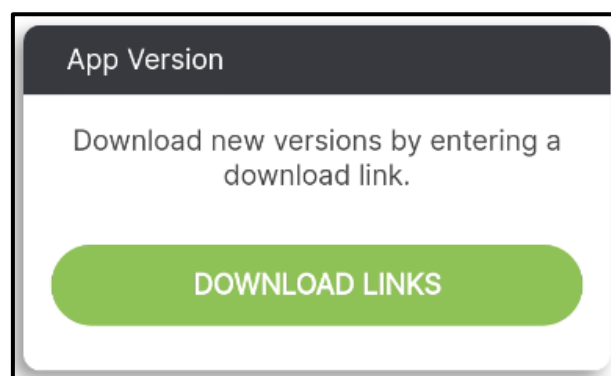 App Version
Download new versions by entering a
download link.
DOWNLOAD LINKS